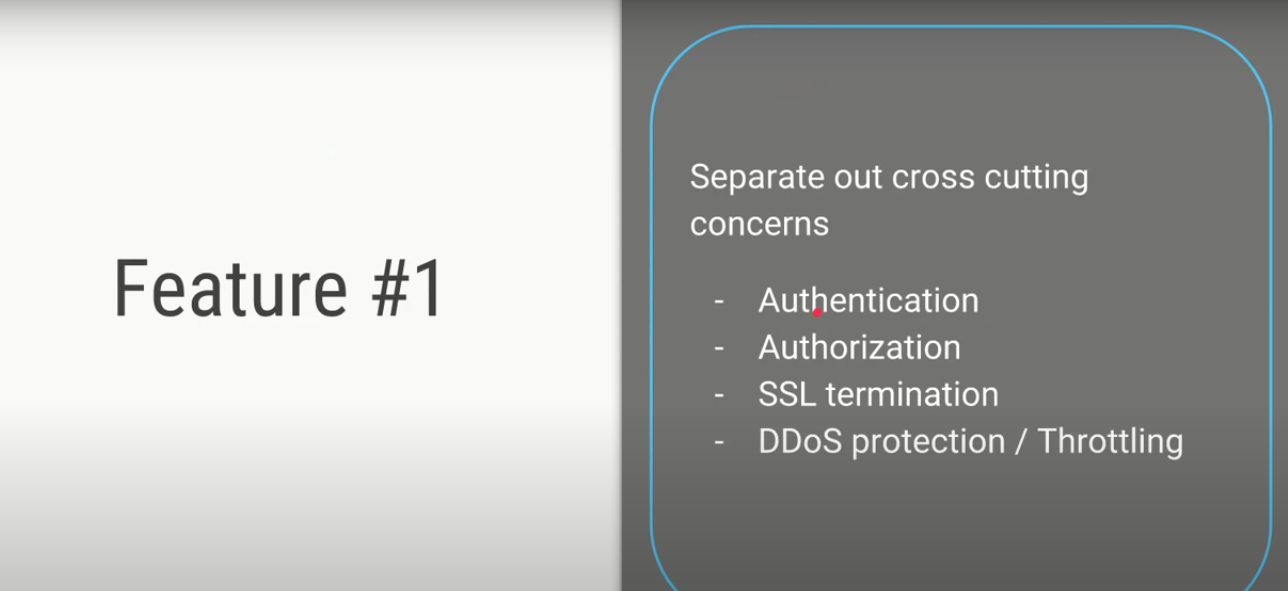 Feature #1
Separate out cross cutting
concerns
- Authentication
- Authorization
- SSL termination
- DDoS protection / Throttling